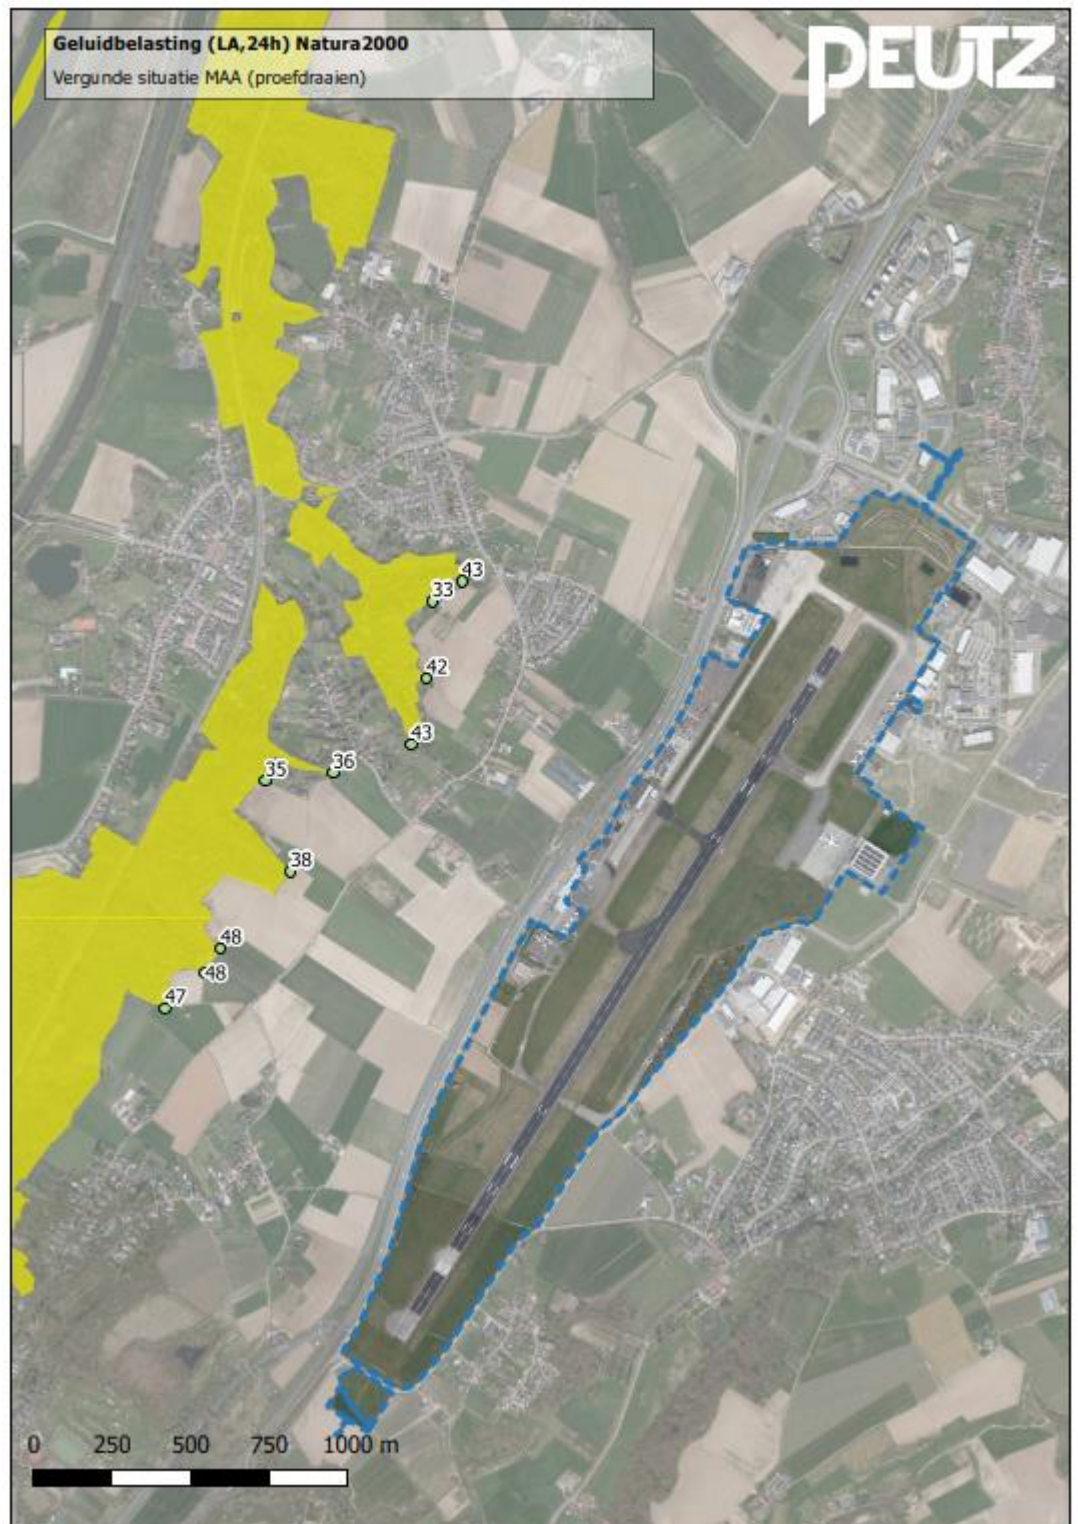 Geluidbelasting (LA,24h) Natura2000
Vergunde situatie MAA (proefdraaien)
PEUTZ
43
33
42
43
35 36
38
48
48
47
0 250 500 750 1000 m